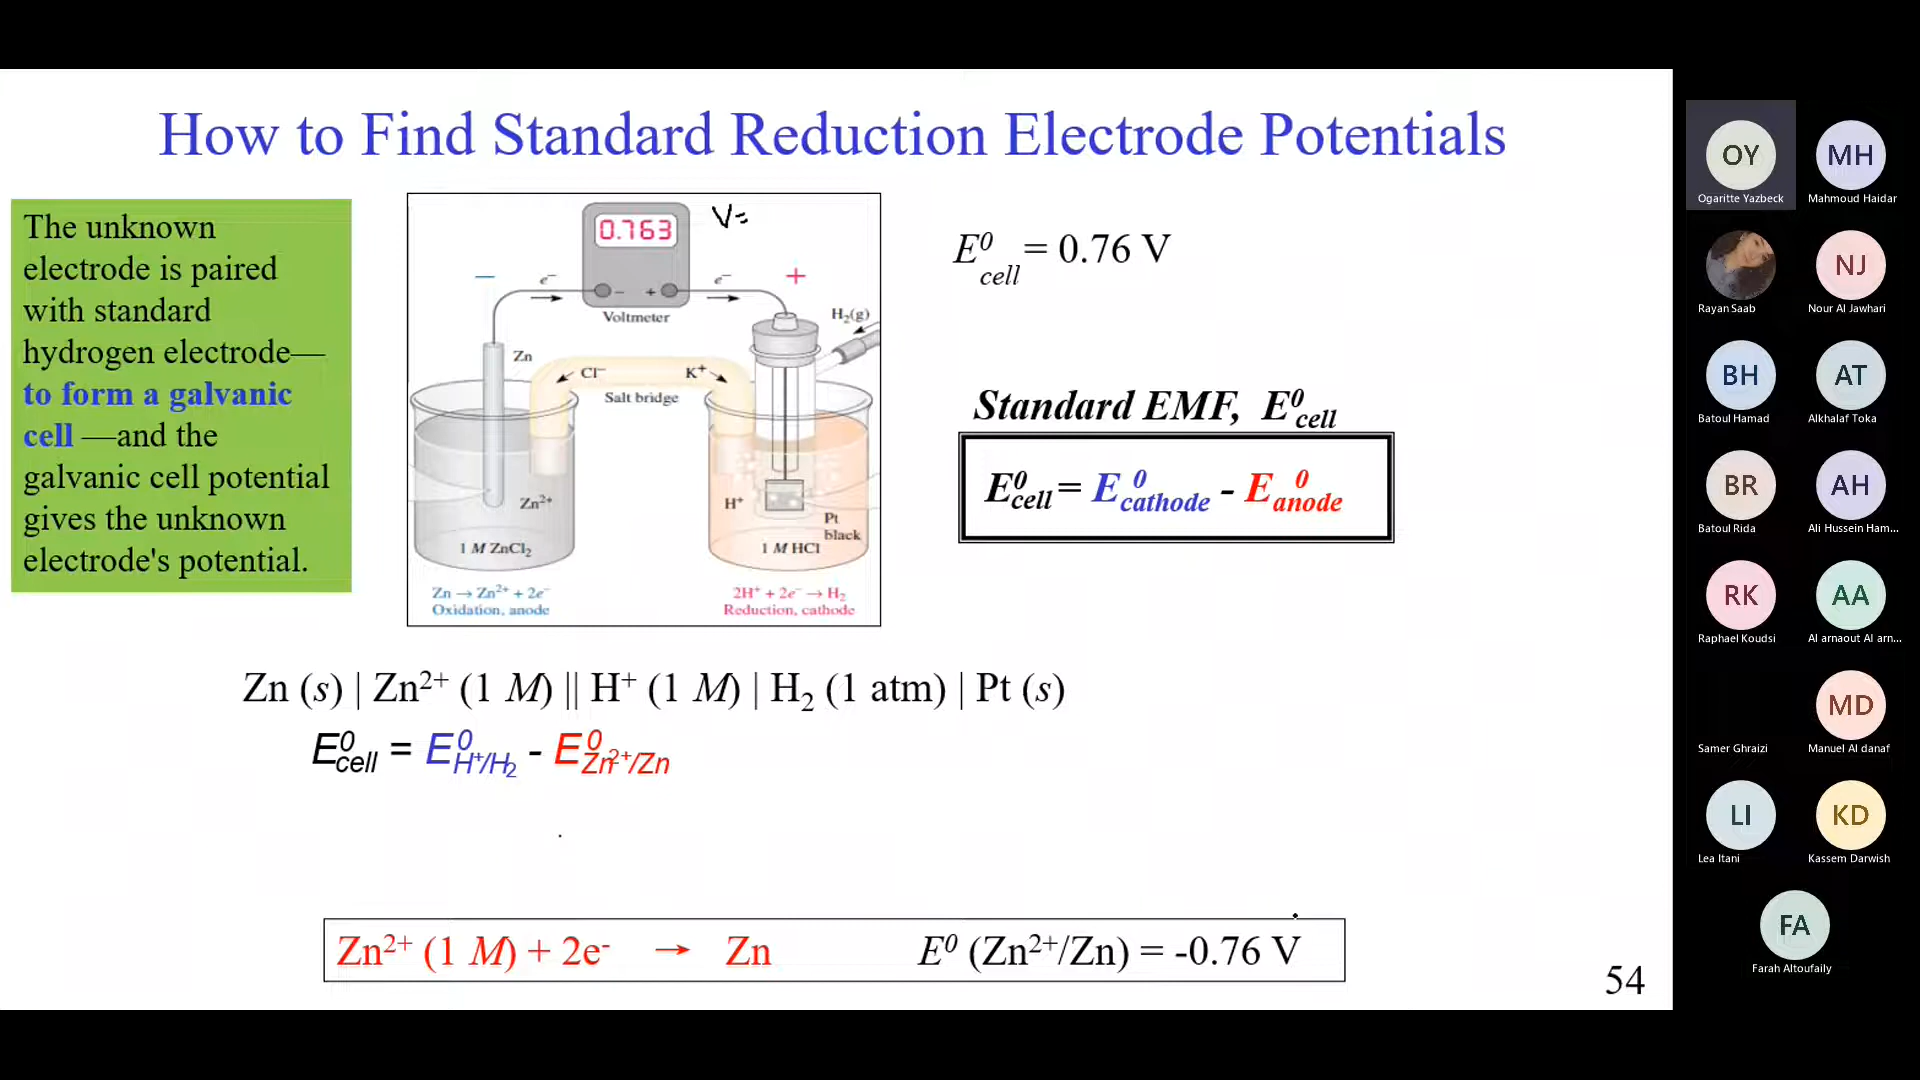 How to Find Standard Reduction Electrode Potentials
The unknown
electrode is paired
with standard
hydrogen electrode—
to form a galvanic
cell —and the
galvanic cell potential
gives the unknown
electrode's potential.
0.763
V=
−
e⁻
e⁻
+
- +
Voltmeter
H₂(g)
Zn
Cl⁻
K⁺
Salt bridge
Zn²⁺
H⁺
Pt
black
1 M ZnCl₂
1 M HCl
Zn → Zn²⁺ + 2e⁻
Oxidation, anode
2H⁺ + 2e⁻ → H₂
Reduction, cathode
E⁰cell = 0.76 V
Standard EMF, E⁰cell
E⁰cell = E⁰cathode - E⁰anode
Zn (s) | Zn²⁺ (1 M) || H⁺ (1 M) | H₂ (1 atm) | Pt (s)
E⁰cell = E⁰H⁺/H₂ - E⁰Zn²⁺/Zn
Zn²⁺ (1 M) + 2e⁻ → Zn E⁰ (Zn²⁺/Zn) = -0.76 V
54
OY
Ogaritte Yazbeck
MH
Mahmoud Haidar
Rayan Saab
NJ
Nour Al Jawhari
BH
Batoul Hamad
AT
Alkhalaf Toka
BR
Batoul Rida
AH
Ali Hussein Ham...
RK
Raphael Koudsi
AA
Al arnaout Al arn...
Samer Ghraizi
MD
Manuel Al danaf
LI
Lea Itani
KD
Kassem Darwish
FA
Farah Altoufaily